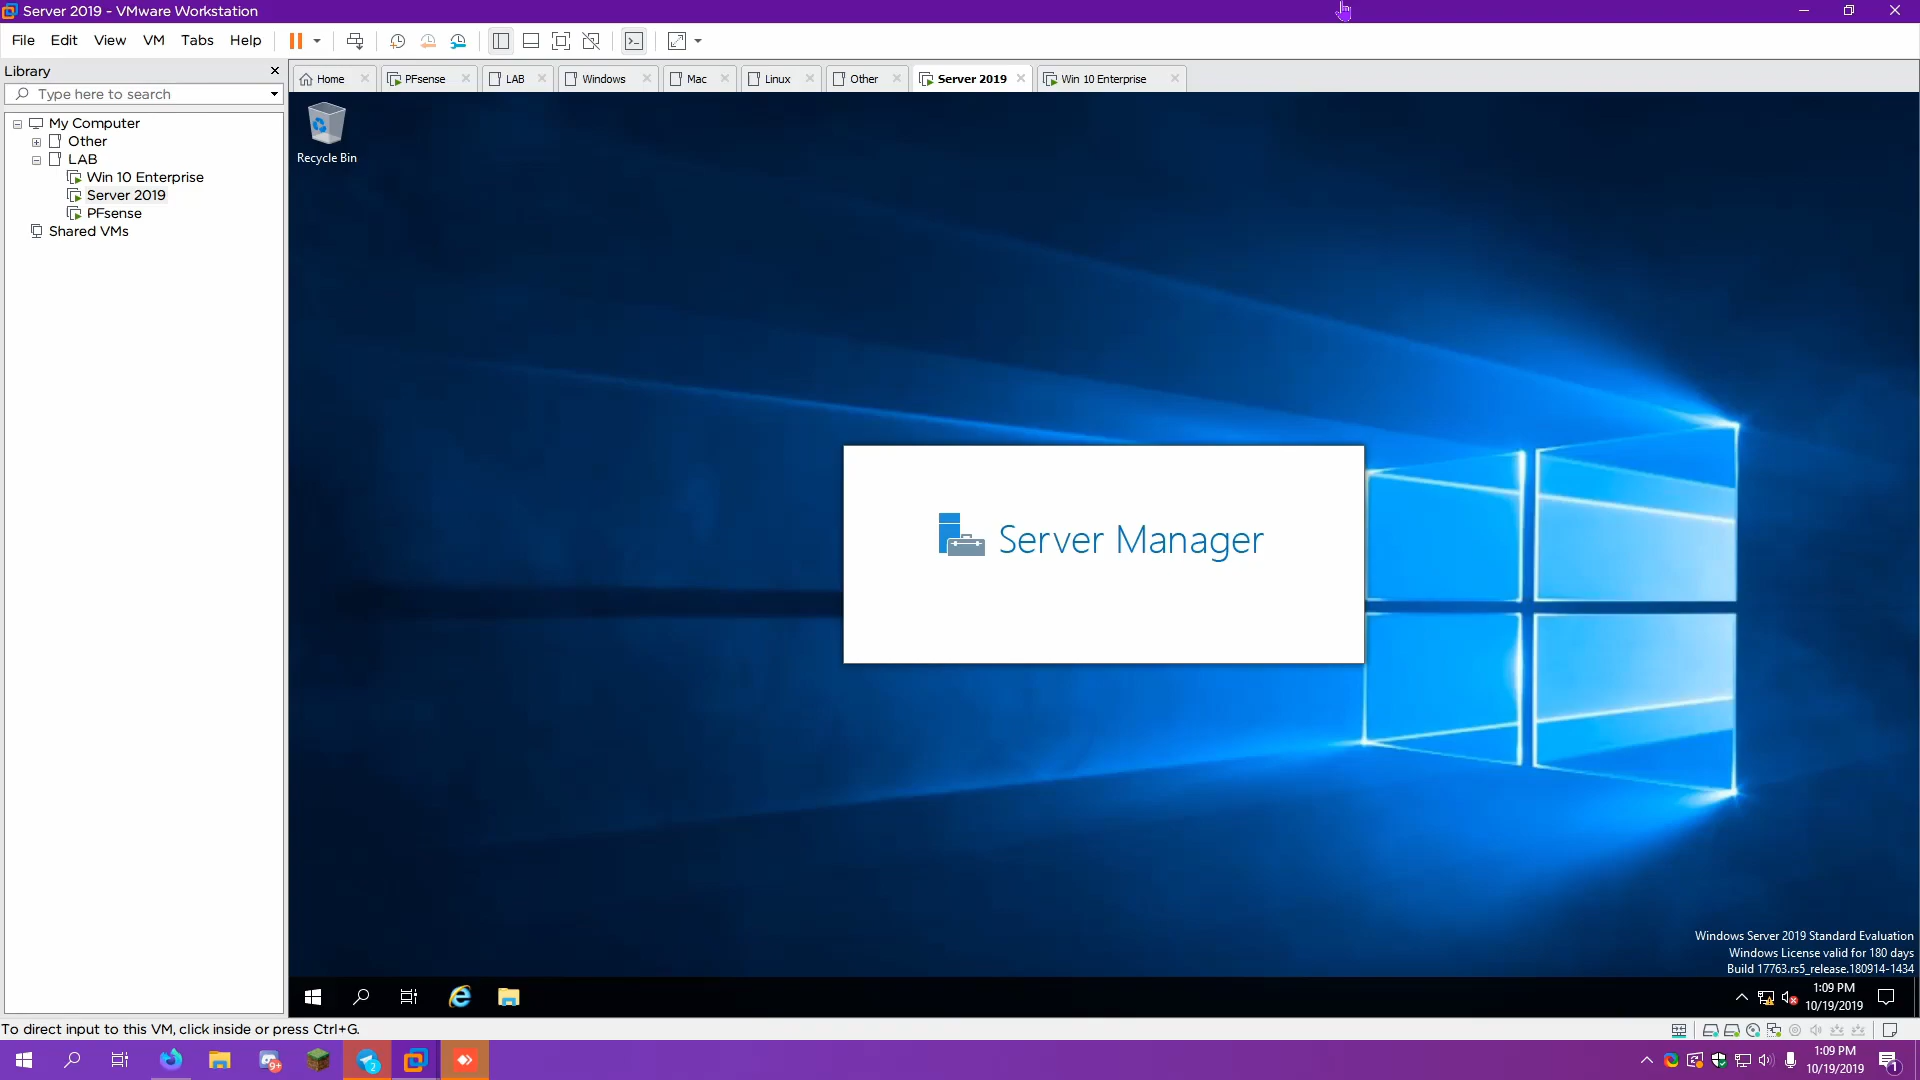 Server 2019 - VMware Workstation
File Edit View VM Tabs Help
Library
Type here to search
Home
PFsense
LAB
Windows
Mac
Linux
Other
Server 2019
Win 10 Enterprise
My Computer
Other
LAB
Win 10 Enterprise
Server 2019
PFsense
Shared VMs
Recycle Bin
Server Manager
Windows Server 2019 Standard Evaluation
Windows License valid for 180 days
Build 17763.rs5_release.180914-1434
1:09 PM
10/19/2019
To direct input to this VM, click inside or press Ctrl+G.
9+
2
1:09 PM
10/19/2019
1